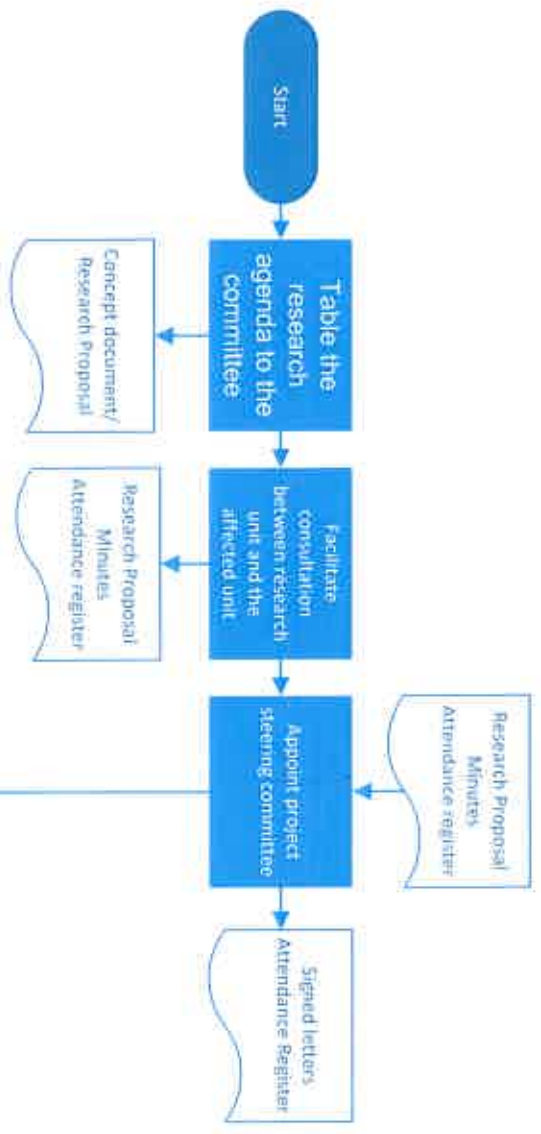 Start
Table the
research
agenda to the
committee
Concept document/
Research Proposal
Facilitate
consultation
between research
unit and the
affected unit
Research Proposal
Minutes
Attendance register
Research Proposal
Minutes
Attendance register
Appoint project
steering committee
Signed letters
Attendance Register